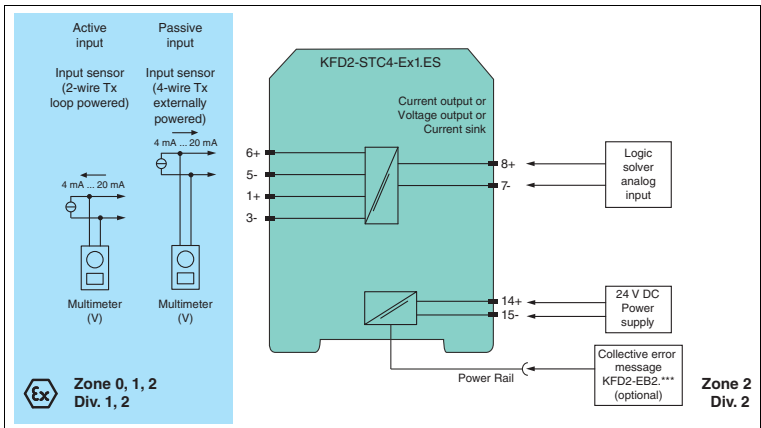 Active
input
Passive
input
Input sensor
(2-wire Tx
loop powered)
Input sensor
(4-wire Tx
externally
powered)
4 mA ... 20 mA
4 mA ... 20 mA
Multimeter
(V)
Multimeter
(V)
Ex
Zone 0, 1, 2
Div. 1, 2
KFD2-STC4-Ex1.ES
Current output or
Voltage output or
Current sink
6+
5-
1+
3-
8+
7-
Logic
solver
analog
input
14+
15-
24 V DC
Power
supply
Power Rail
Collective error
message
KFD2-EB2.***
(optional)
Zone 2
Div. 2